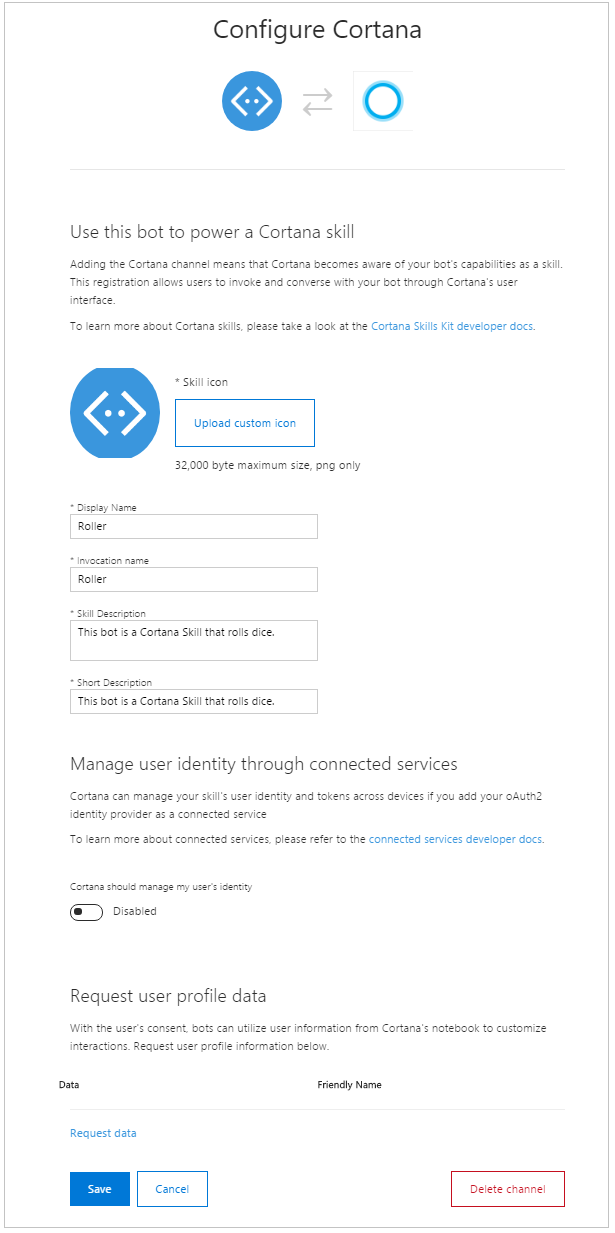 Configure Cortana
Use this bot to power a Cortana skill
Adding the Cortana channel means that Cortana becomes aware of your bot's capabilities as a skill.
This registration allows users to invoke and converse with your bot through Cortana's user
interface.
To learn more about Cortana skills, please take a look at the Cortana Skills Kit developer docs.
* Skill icon
Upload custom icon
32,000 byte maximum size, png only
* Display Name
Roller
* Invocation name
Roller
* Skill Description
This bot is a Cortana Skill that rolls dice.
* Short Description
This bot is a Cortana Skill that rolls dice.
Manage user identity through connected services
Cortana can manage your skill's user identity and tokens across devices if you add your oAuth2
identity provider as a connected service
To learn more about connected services, please refer to the connected services developer docs.
Cortana should manage my user's identity
Disabled
Request user profile data
With the user's consent, bots can utilize user information from Cortana's notebook to customize
interactions. Request user profile information below.
Data Friendly Name
Request data
Save Cancel Delete channel